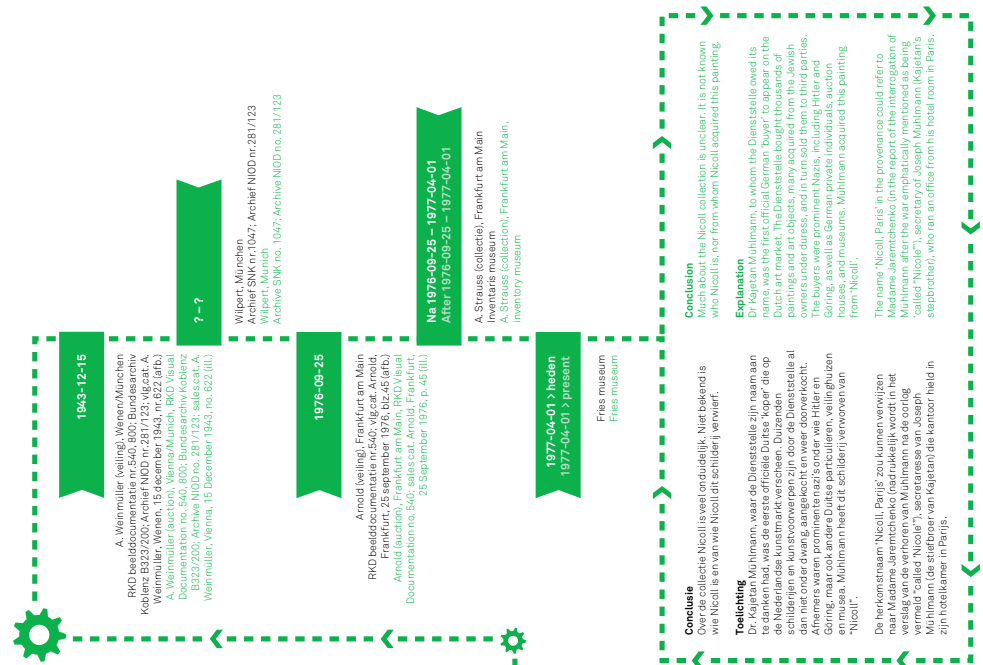 1943-12-15
A. Weinmüller (veiling), Wenen/München
RKD beelddocumentatie nr.540, 800; Bundesarchiv
Koblenz B323/200; Archief NIOD nr.281/123; vlg.cat. A.
Weinmüller, Wenen, 15 december 1943, nr.622 (afb.)
A. Weinmüller (auction), Vienna/Munich, RKD Visual
Documentation no. 540, 800; Bundesarchiv Koblenz
B323/200; Archive NIOD no. 281/123; sales cat. A.
Weinmüller, Vienna, 15 December 1943, no.622 (ill.)
? – ?
Wilpert, München
Archief SNK nr.1047; Archief NIOD nr.281/123
Wilpert, Munich
Archive SNK no. 1047; Archive NIOD no. 281/123
1976-09-25
Arnold (veiling), Frankfurt am Main
RKD beelddocumentatie nr.540; vlg.cat. Arnold,
Frankfurt, 25 september 1976, blz.45 (afb.)
Arnold (auction), Frankfurt am Main, RKD Visual
Documentation no. 540; sales cat. Arnold, Frankfurt,
25 September 1976, p. 45 (ill.)
Na 1976-09-25 – 1977-04-01
After 1976-09-25 – 1977-04-01
A. Strauss (collectie), Frankfurt am Main
Inventaris museum
A. Strauss (collection), Frankfurt am Main,
inventory museum
1977-04-01 > heden
1977-04-01 > present
Fries museum
Fries museum
Conclusie
Over de collectie Nicoll is veel onduidelijk. Niet bekend is
wie Nicoll is en van wie Nicoll dit schilderij verwierf.
Toelichting
Dr. Kajetan Mühlmann, waar de Dienststelle zijn naam aan
te danken had, was de eerste officiële Duitse 'koper' die op
de Nederlandse kunstmarkt verscheen. Duizenden
schilderijen en kunstvoorwerpen zijn door de Dienststelle al
dan niet onder dwang, aangekocht en weer doorverkocht.
Afnemers waren prominente nazi's onder wie Hitler en
Göring, maar ook andere Duitse particulieren, veilinghuizen
en musea. Mühlmann heeft dit schilderij verworven van
"Nicoll".
De herkomstnaam "Nicoll, Parijs' zou kunnen verwijzen
naar Madame Jaremtchenko (nadrukkelijk wordt in het
verslag van de verhoren van Mühlmann na de oorlog
vermeld "called 'Nicole'"), secretaresse van Joseph
Mühlmann (de stiefbroer van Kajetan) die kantoor hield in
zijn hotelkamer in Parijs.
Conclusion
Much about the Nicoll collection is unclear. It is not known
who Nicoll is, nor from whom Nicoll acquired this painting.
Explanation
Dr Kajetan Mühlmann, to whom the Dienststelle owed its
name, was the first official German 'buyer' to appear on the
Dutch art market. The Dienststelle bought thousands of
paintings and art objects, many acquired from the Jewish
owners under duress, and in turn sold them to third parties.
The buyers were prominent Nazis, including Hitler and
Göring, as well as German private individuals, auction
houses, and museums. Mühlmann acquired this painting
from 'Nicoll'.
The name 'Nicoll, Paris' in the provenance could refer to
Madame Jaremtchenko (in the report of the interrogation of
Mühlmann after the war emphatically mentioned as being
"called "Nicole""), secretary of Joseph Mühlmann (Kajetan's
stepbrother), who ran an office from his hotel room in Paris.